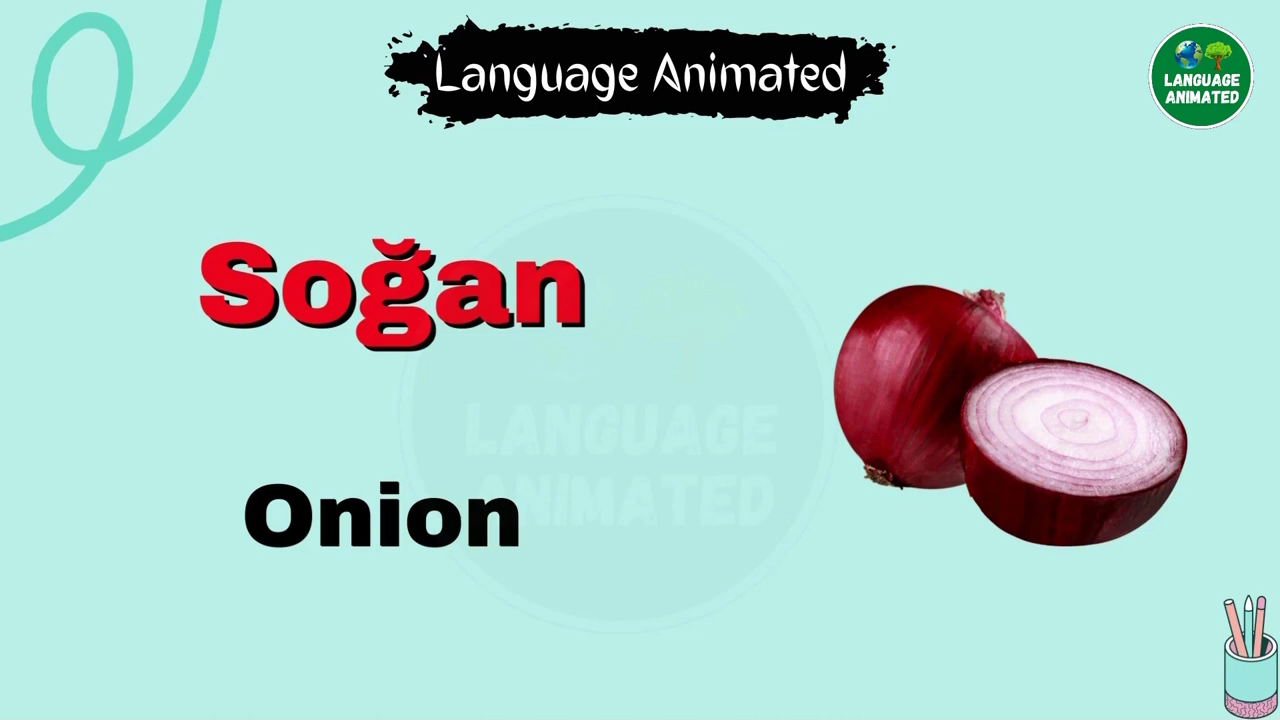 Language Animated
LANGUAGE
ANIMATED
Soğan
LANGUAGE
ANIMATED
Onion